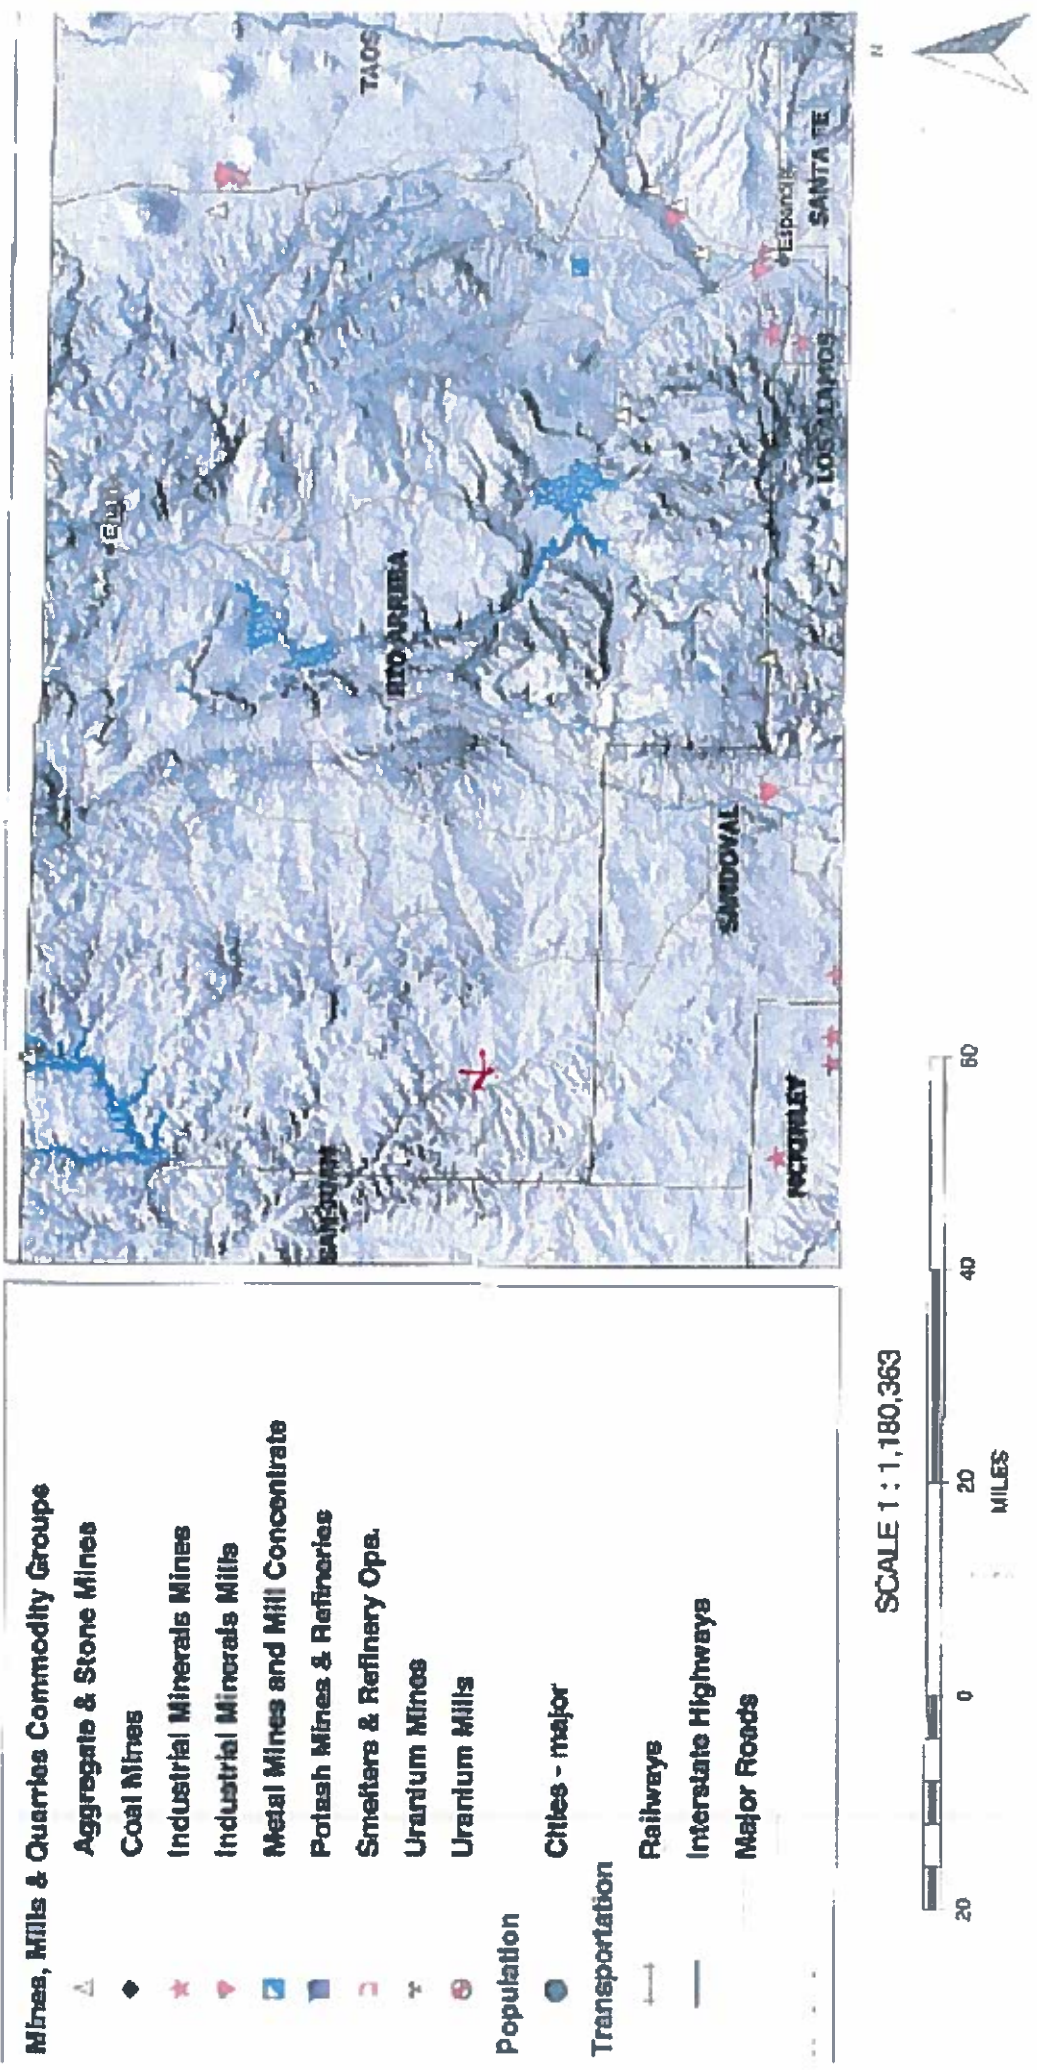 Mines, Mills & Quarries Commodity Groups
Aggregate & Stone Mines
Coal Mines
Industrial Minerals Mines
Industrial Minerals Mills
Metal Mines and Mill Concentrate
Potash Mines & Refineries
Smelters & Refinery Ops.
Uranium Mines
Uranium Mills
Population
Cities - major
Transportation
Railways
Interstate Highways
Major Roads
TAOS
RIO ARRIBA
SAN JUAN
Espanola
SANTA FE
LOS ALAMOS
SANDOVAL
MCKINLEY
N
SCALE 1 : 1,180,363
20 0 20 40 60
MILES